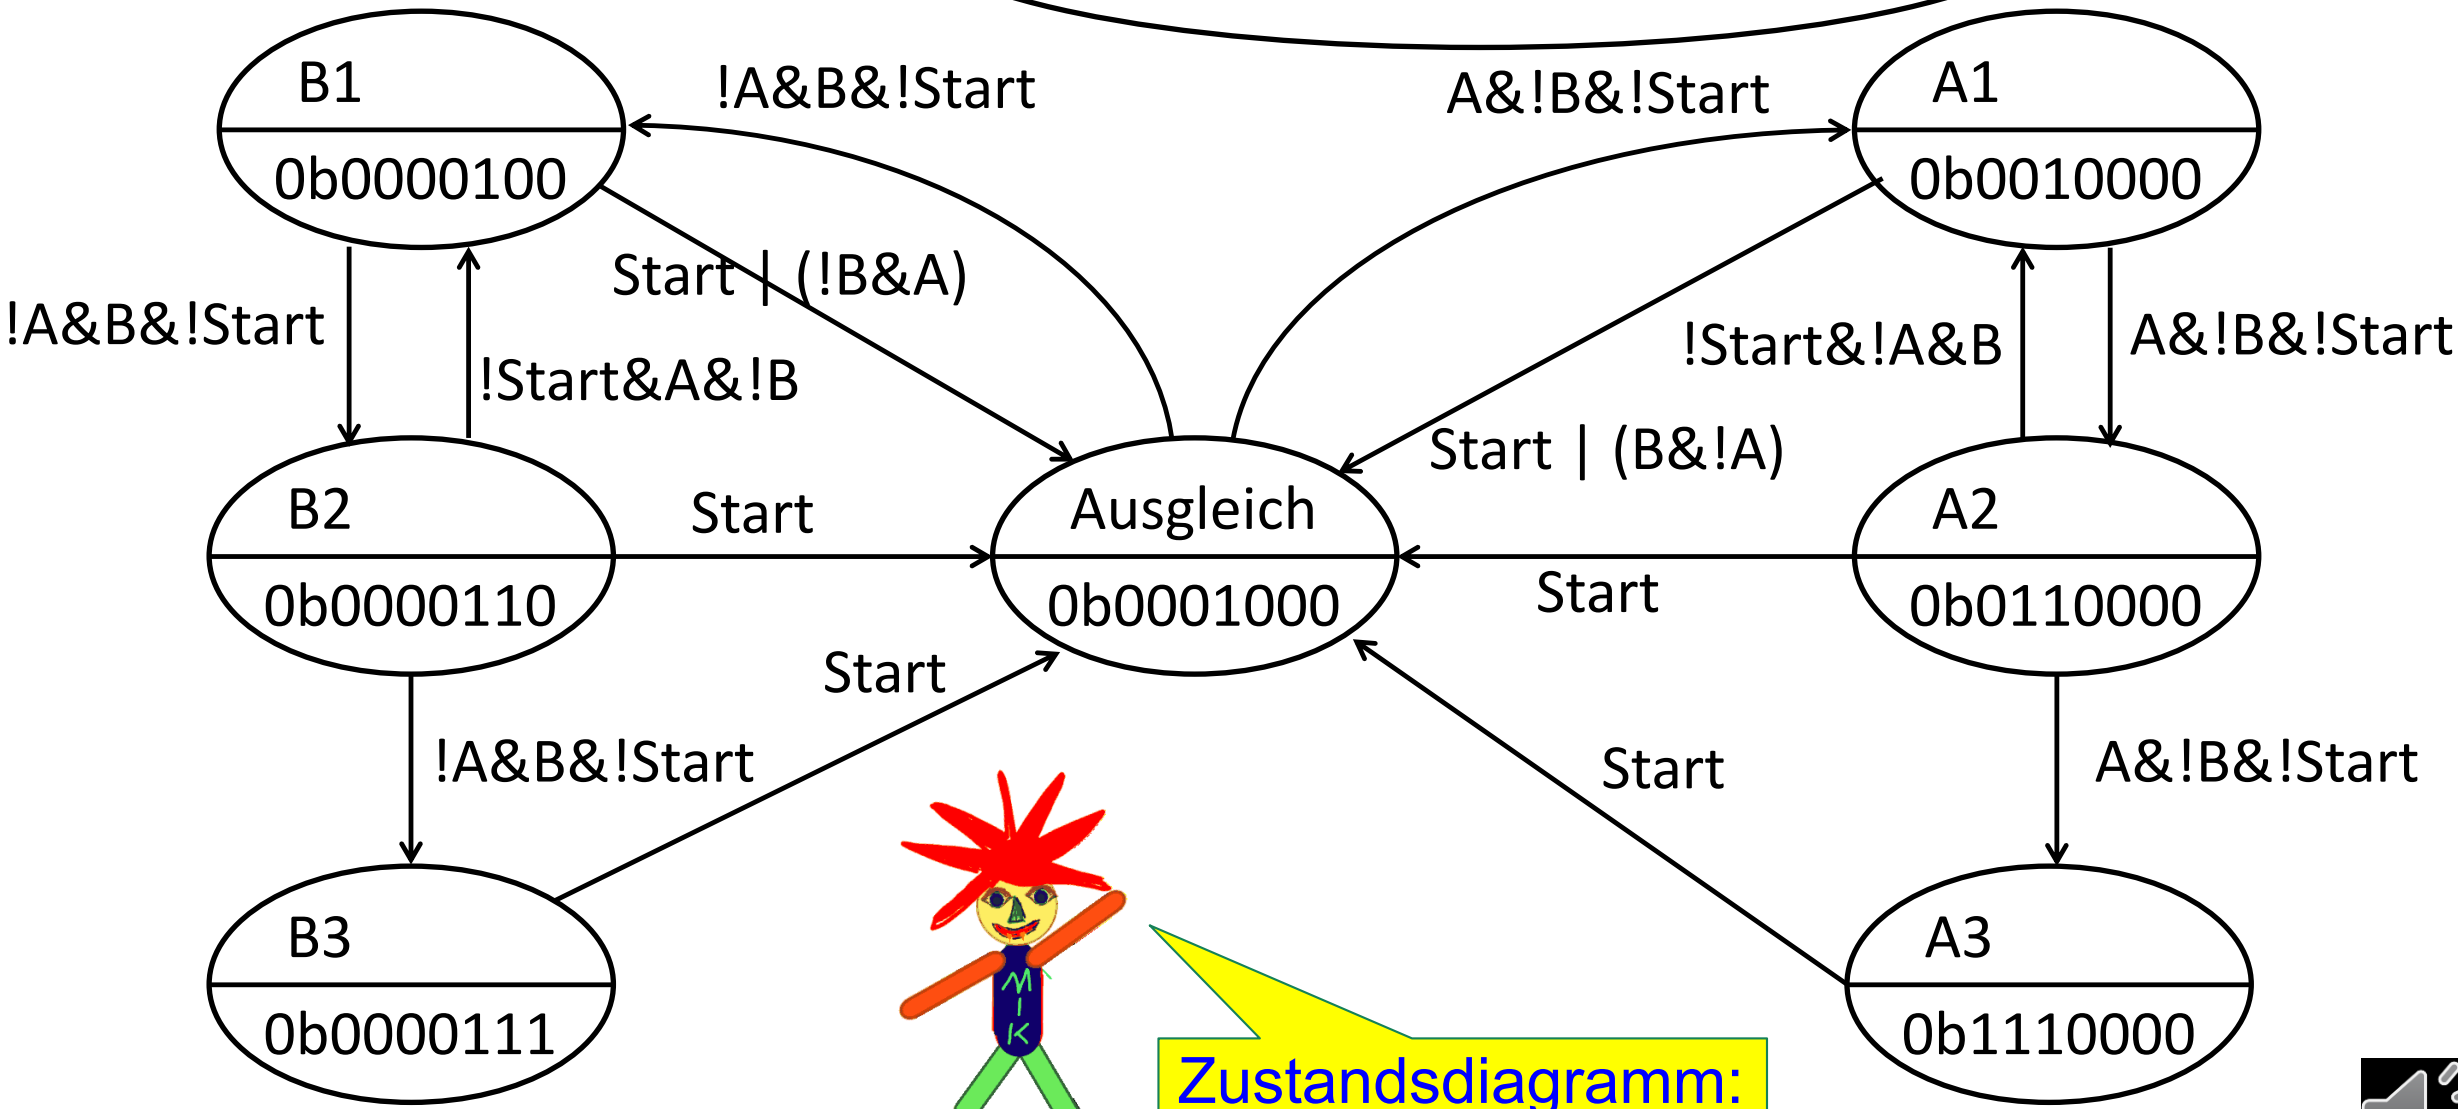 B1
0b0000100
!A&B&!Start
A&!B&!Start
A1
0b0010000
Start | (!B&A)
!A&B&!Start
!Start&A&!B
!Start&!A&B
A&!B&!Start
Start | (B&!A)
B2
0b0000110
Start
Ausgleich
0b0001000
Start
A2
0b0110000
Start
!A&B&!Start
Start
A&!B&!Start
B3
0b0000111
M
I
K
A3
0b1110000
Zustandsdiagramm: